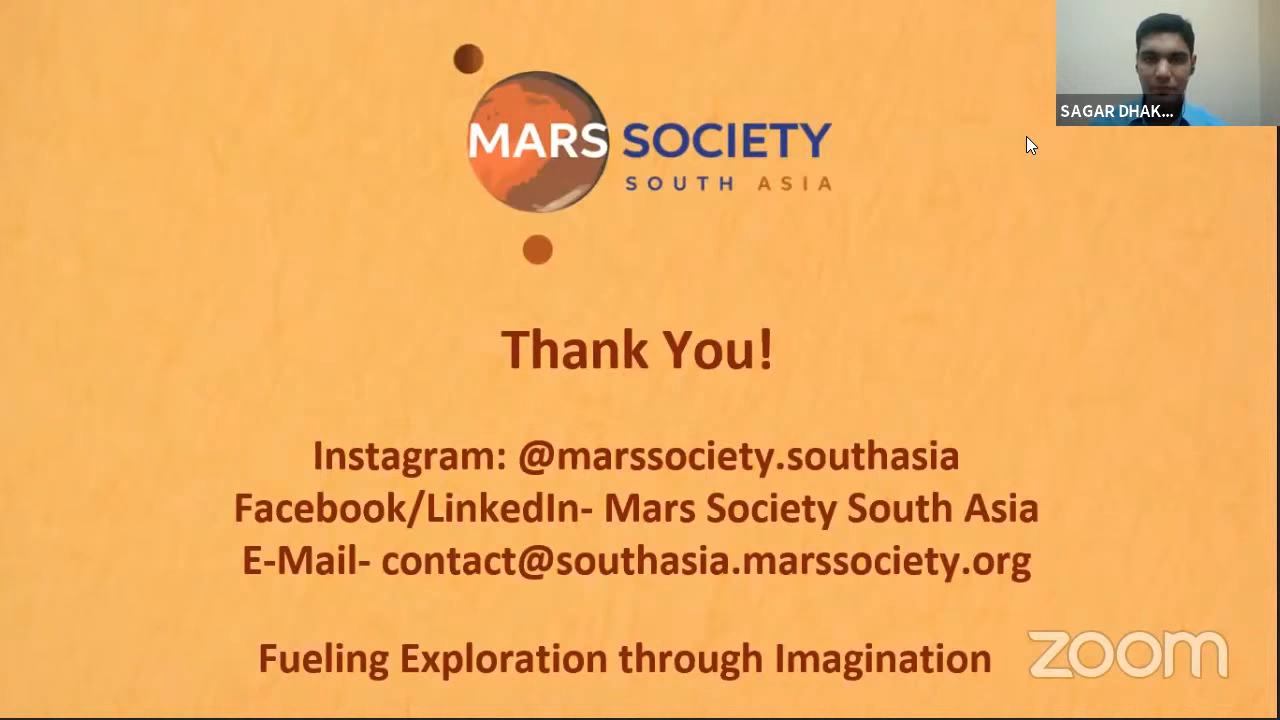 SAGAR DHAK...
MARS SOCIETY
SOUTH ASIA
Thank You!
Instagram: @marssociety.southasia
Facebook/LinkedIn- Mars Society South Asia
E-Mail- contact@southasia.marssociety.org
Fueling Exploration through Imagination
zoom